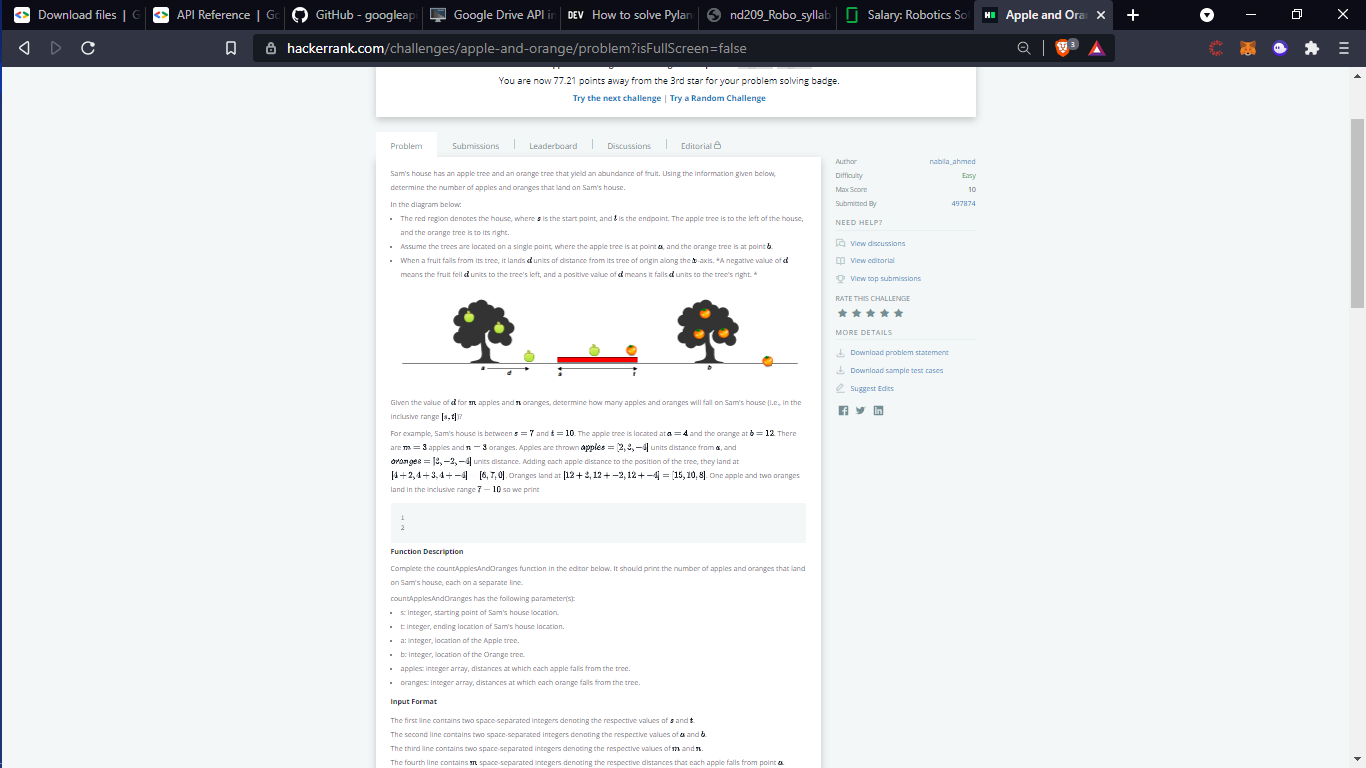 Download files | G
API Reference | Go
GitHub - googleap
Google Drive API in
DEV How to solve Pylan
nd209_Robo_syllab
Salary: Robotics So
H Apple and Ora
hackerrank.com/challenges/apple-and-orange/problem?isFullScreen=false
3
You are now 77.21 points away from the 3rd star for your problem solving badge.
Try the next challenge | Try a Random Challenge
Problem
Submissions
Leaderboard
Discussions
Editorial
Sam's house has an apple tree and an orange tree that yield an abundance of fruit. Using the information given below,
determine the number of apples and oranges that land on Sam's house.
In the diagram below:
• The red region denotes the house, where s is the start point, and t is the endpoint. The apple tree is to the left of the house,
and the orange tree is to its right.
• Assume the trees are located on a single point, where the apple tree is at point a, and the orange tree is at point b.
• When a fruit falls from its tree, it lands d units of distance from its tree of origin along the x-axis. *A negative value of d
means the fruit fell d units to the tree's left, and a positive value of d means it falls d units to the tree's right. *
a
d
s
t
b
Given the value of d for m apples and n oranges, determine how many apples and oranges will fall on Sam's house (i.e., in the
inclusive range [s, t])?
For example, Sam's house is between s = 7 and t = 10. The apple tree is located at a = 4 and the orange at b = 12. There
are m = 3 apples and n = 3 oranges. Apples are thrown apples = [2, 3, −4] units distance from a, and
oranges = [3, −2, −4] units distance. Adding each apple distance to the position of the tree, they land at
[4 + 2, 4 + 3, 4 + −4] [6, 7, 0]. Oranges land at [12 + 3, 12 + −2, 12 + −4] = [15, 10, 8]. One apple and two oranges
land in the inclusive range 7 − 10 so we print
1
2
Function Description
Complete the countApplesAndOranges function in the editor below. It should print the number of apples and oranges that land
on Sam's house, each on a separate line.
countApplesAndOranges has the following parameter(s):
• s: integer, starting point of Sam's house location.
• t: integer, ending location of Sam's house location.
• a: integer, location of the Apple tree.
• b: integer, location of the Orange tree.
• apples: integer array, distances at which each apple falls from the tree.
• oranges: integer array, distances at which each orange falls from the tree.
Input Format
The first line contains two space-separated integers denoting the respective values of s and t.
The second line contains two space-separated integers denoting the respective values of a and b.
The third line contains two space-separated integers denoting the respective values of m and n.
The fourth line contains m space-separated integers denoting the respective distances that each apple falls from point a.
Author nabila_ahmed
Difficulty Easy
Max Score 10
Submitted By 497874
NEED HELP?
View discussions
View editorial
View top submissions
RATE THIS CHALLENGE
MORE DETAILS
Download problem statement
Download sample test cases
Suggest Edits